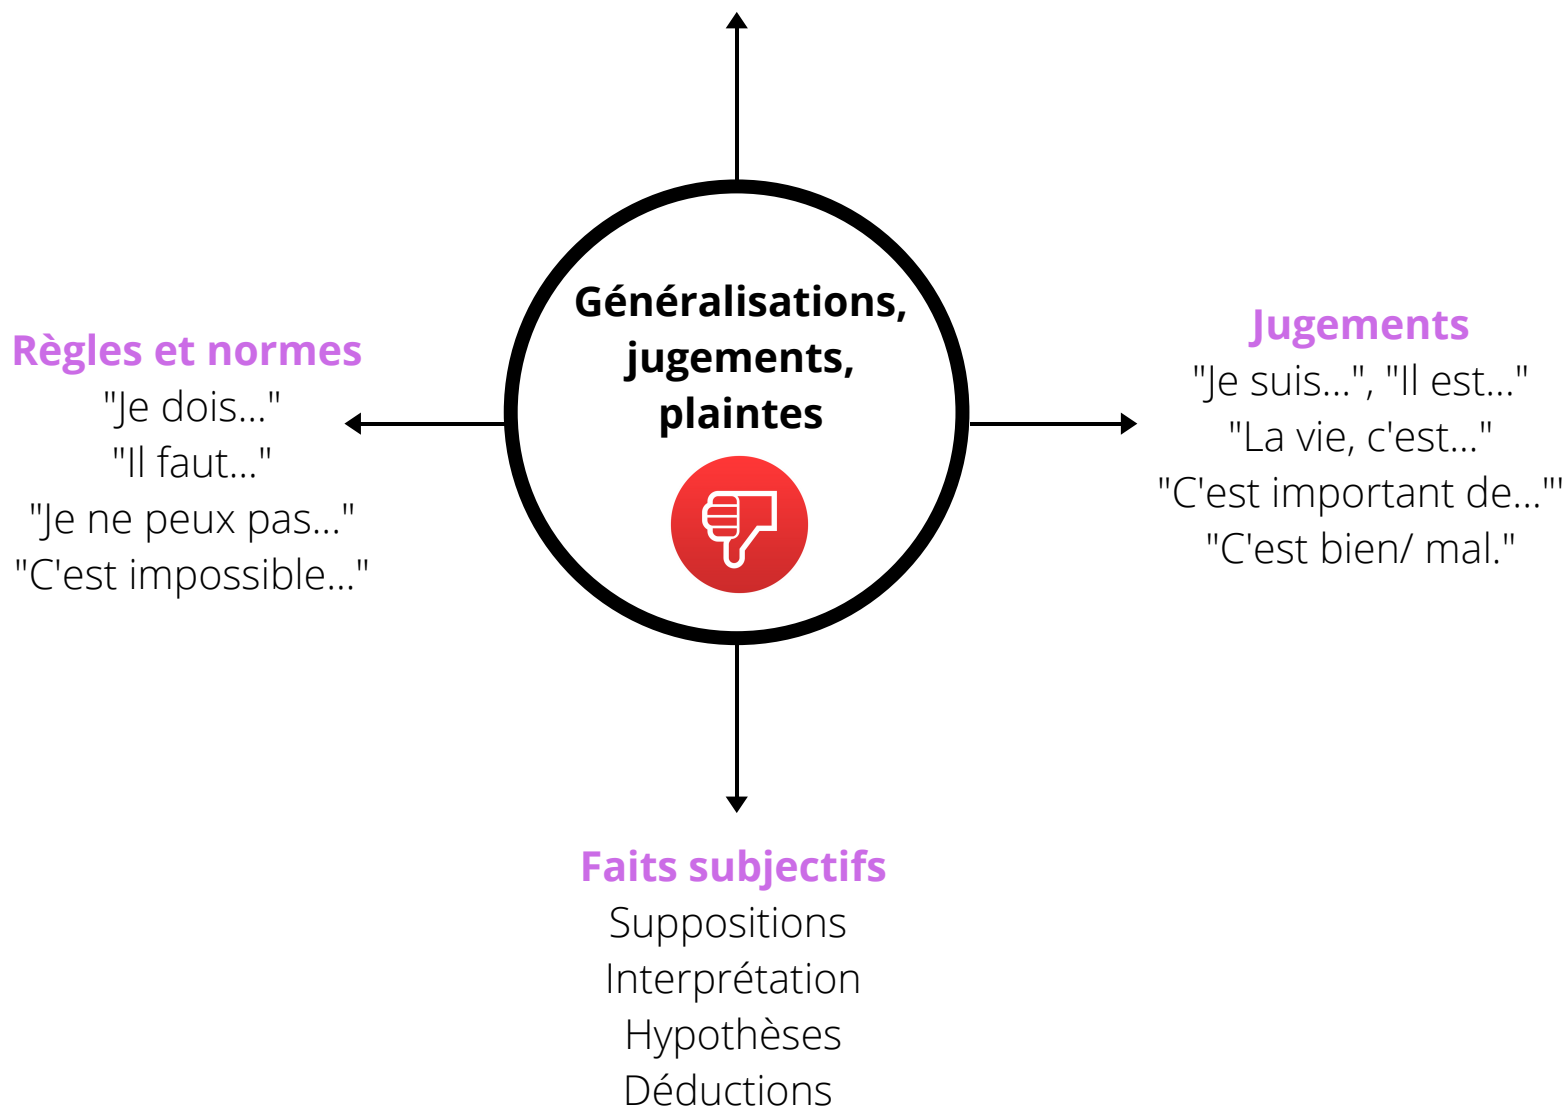 Généralisations,
jugements,
plaintes
Règles et normes
"Je dois..."
"Il faut..."
"Je ne peux pas..."
"C'est impossible..."
Jugements
"Je suis...", "Il est..."
"La vie, c'est..."
"C'est important de..."'
"C'est bien/ mal."
Faits subjectifs
Suppositions
Interprétation
Hypothèses
Déductions